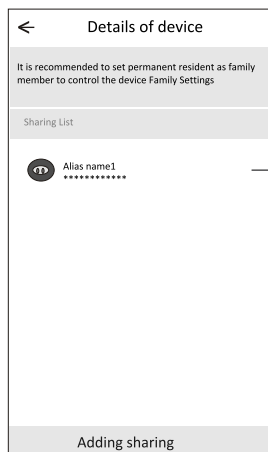 Details of device
It is recommended to set permanent resident as family
member to control the device Family Settings
Sharing List
Alias name1
************
Adding sharing